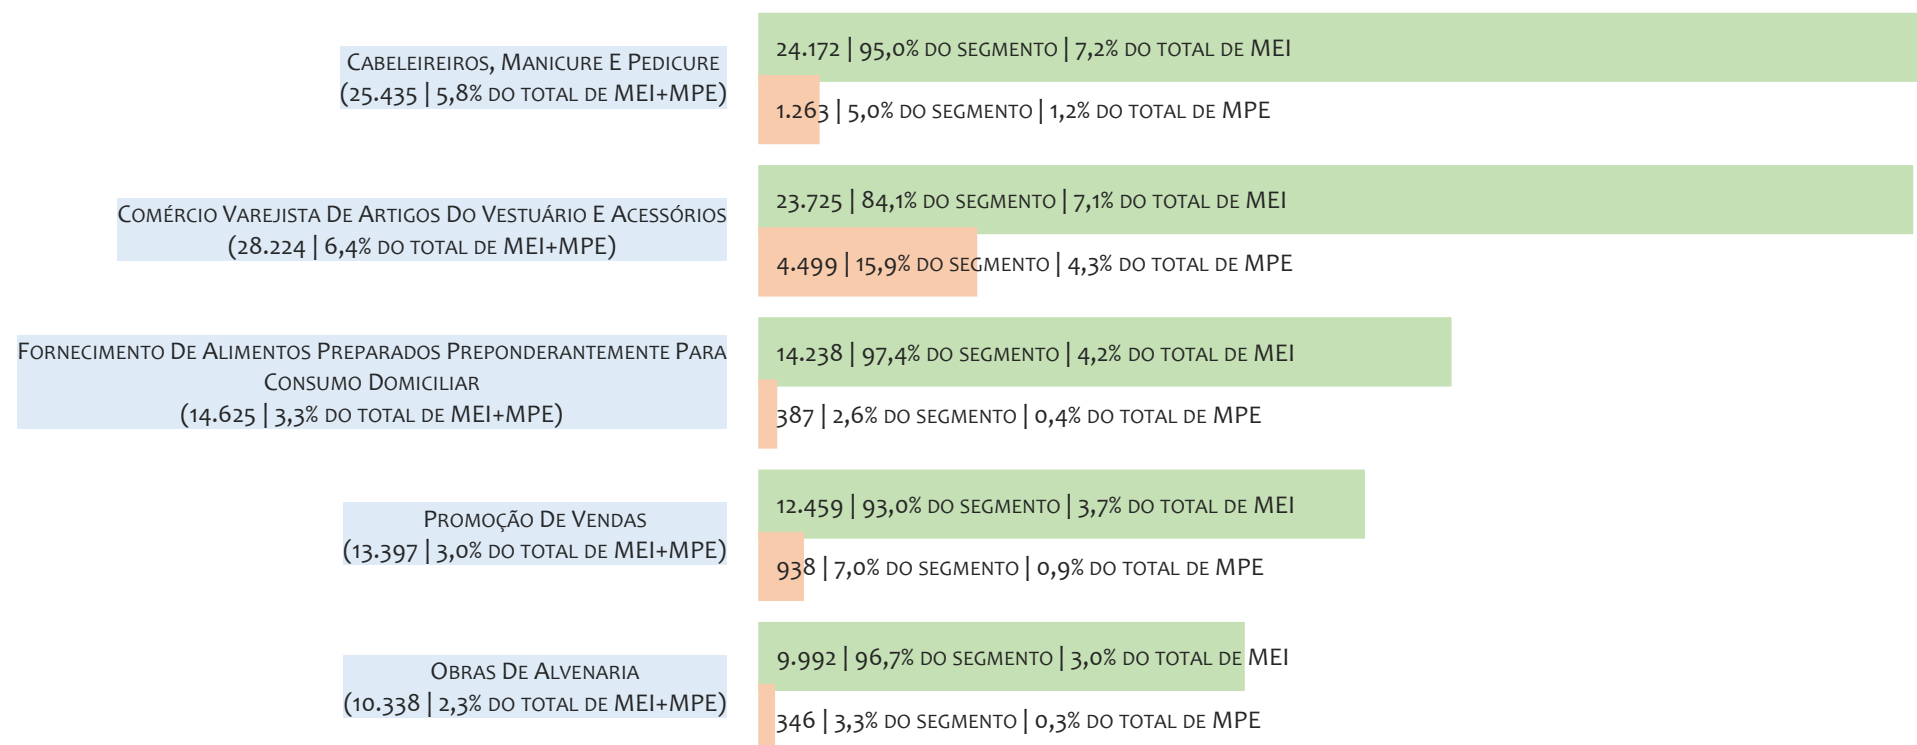 Cabeleireiros, Manicure E Pedicure
(25.435 | 5,8% do total de MEI+MPE)
24.172 | 95,0% do segmento | 7,2% do total de MEI
1.263 | 5,0% do segmento | 1,2% do total de MPE
Comércio Varejista De Artigos Do Vestuário E Acessórios
(28.224 | 6,4% do total de MEI+MPE)
23.725 | 84,1% do segmento | 7,1% do total de MEI
4.499 | 15,9% do segmento | 4,3% do total de MPE
Fornecimento De Alimentos Preparados Preponderantemente Para
Consumo Domiciliar
(14.625 | 3,3% do total de MEI+MPE)
14.238 | 97,4% do segmento | 4,2% do total de MEI
387 | 2,6% do segmento | 0,4% do total de MPE
Promoção De Vendas
(13.397 | 3,0% do total de MEI+MPE)
12.459 | 93,0% do segmento | 3,7% do total de MEI
938 | 7,0% do segmento | 0,9% do total de MPE
Obras De Alvenaria
(10.338 | 2,3% do total de MEI+MPE)
9.992 | 96,7% do segmento | 3,0% do total de MEI
346 | 3,3% do segmento | 0,3% do total de MPE